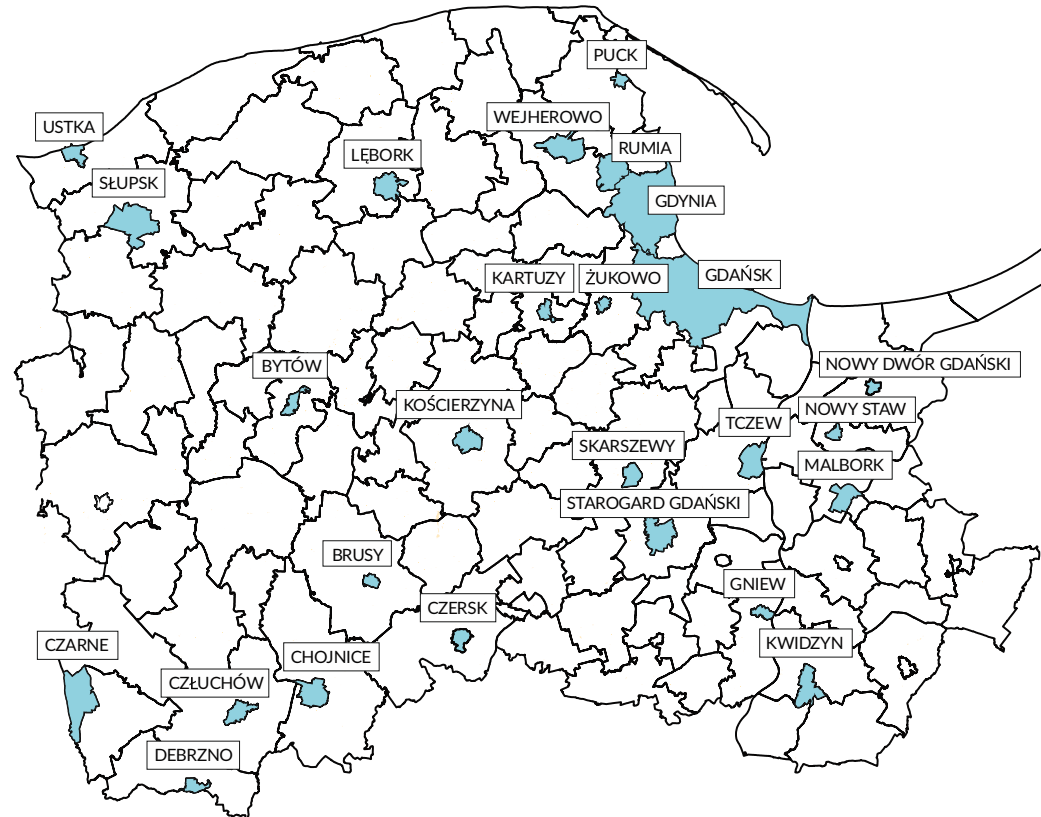 PUCK
WEJHEROWO
USTKA
RUMIA
LĘBORK
SŁUPSK
GDYNIA
KARTUZY
ŻUKOWO
GDAŃSK
BYTÓW
NOWY DWÓR GDAŃSKI
KOŚCIERZYNA
NOWY STAW
TCZEW
SKARSZEWY
MALBORK
STAROGARD GDAŃSKI
BRUSY
GNIEW
CZERSK
CZARNE
CHOJNICE
KWIDZYN
CZŁUCHÓW
DEBRZNO